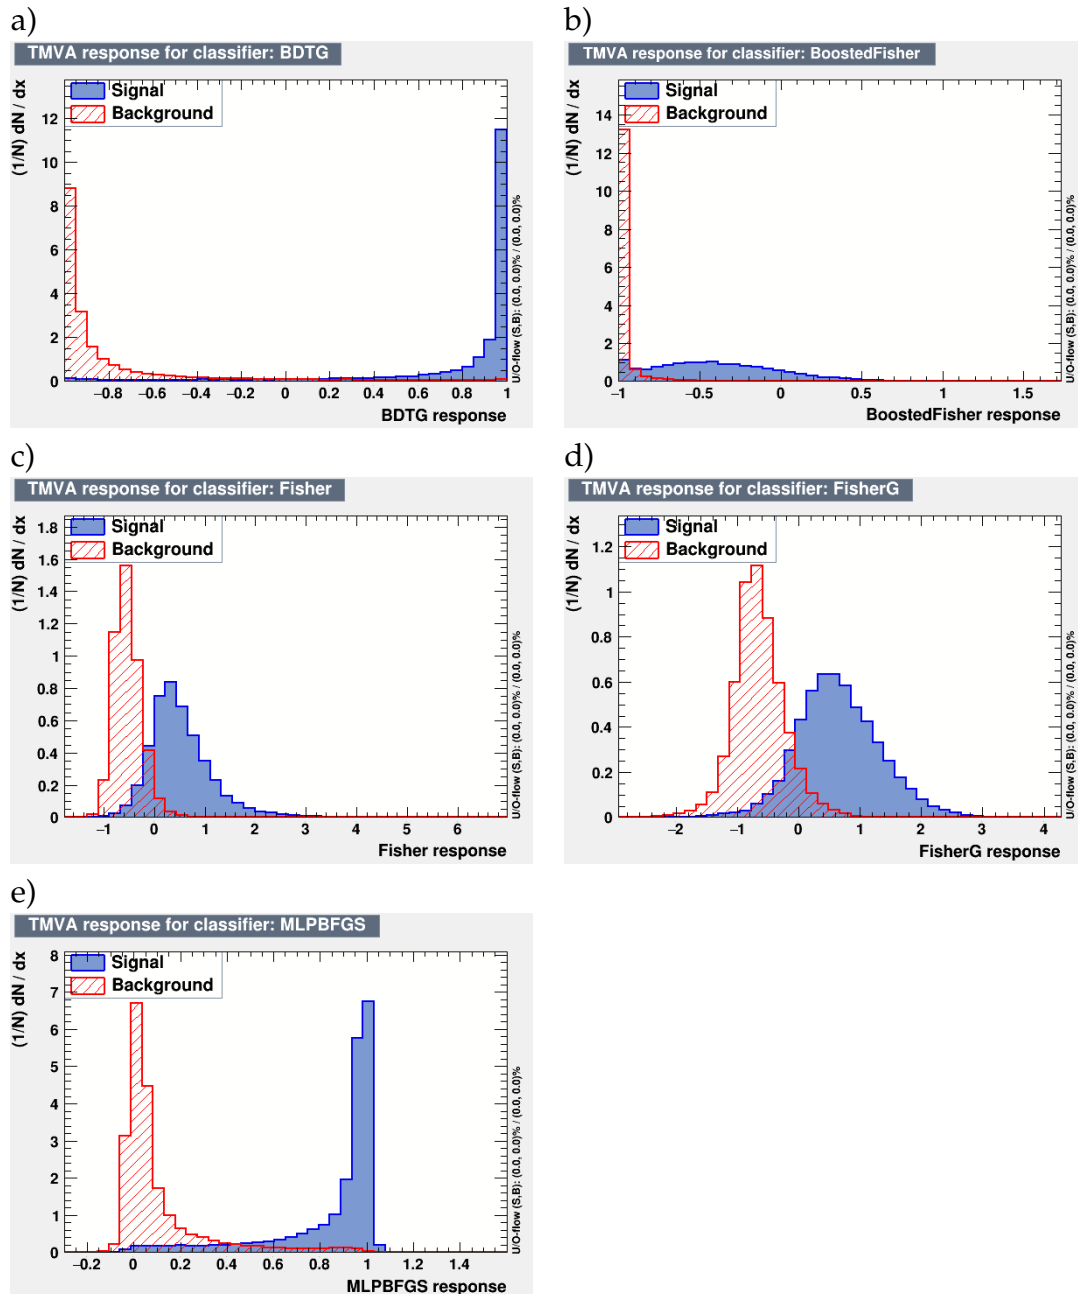 a)
TMVA response for classifier: BDTG
(1/N) dN / dx
Signal
Background
12
10
8
6
4
2
0
−0.8 −0.6 −0.4 −0.2 0 0.2 0.4 0.6 0.8 1
BDTG response
U/O-flow (S,B): (0.0, 0.0)% / (0.0, 0.0)%
b)
TMVA response for classifier: BoostedFisher
(1/N) dN / dx
Signal
Background
14
12
10
8
6
4
2
0
−1 −0.5 0 0.5 1 1.5
BoostedFisher response
U/O-flow (S,B): (0.0, 0.0)% / (0.0, 0.0)%
c)
TMVA response for classifier: Fisher
(1/N) dN / dx
Signal
Background
1.8
1.6
1.4
1.2
1
0.8
0.6
0.4
0.2
0
−1 0 1 2 3 4 5 6
Fisher response
U/O-flow (S,B): (0.0, 0.0)% / (0.0, 0.0)%
d)
TMVA response for classifier: FisherG
(1/N) dN / dx
Signal
Background
1.2
1
0.8
0.6
0.4
0.2
0
−2 −1 0 1 2 3 4
FisherG response
U/O-flow (S,B): (0.0, 0.0)% / (0.0, 0.0)%
e)
TMVA response for classifier: MLPBFGS
(1/N) dN / dx
Signal
Background
8
7
6
5
4
3
2
1
0
−0.2 0 0.2 0.4 0.6 0.8 1 1.2 1.4
MLPBFGS response
U/O-flow (S,B): (0.0, 0.0)% / (0.0, 0.0)%